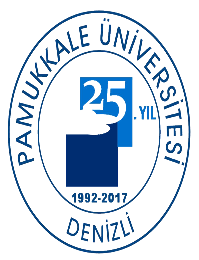 PAMUKKALE ÜNİVERSİTESİ
25
.YIL
1992-2017
DENİZLİ